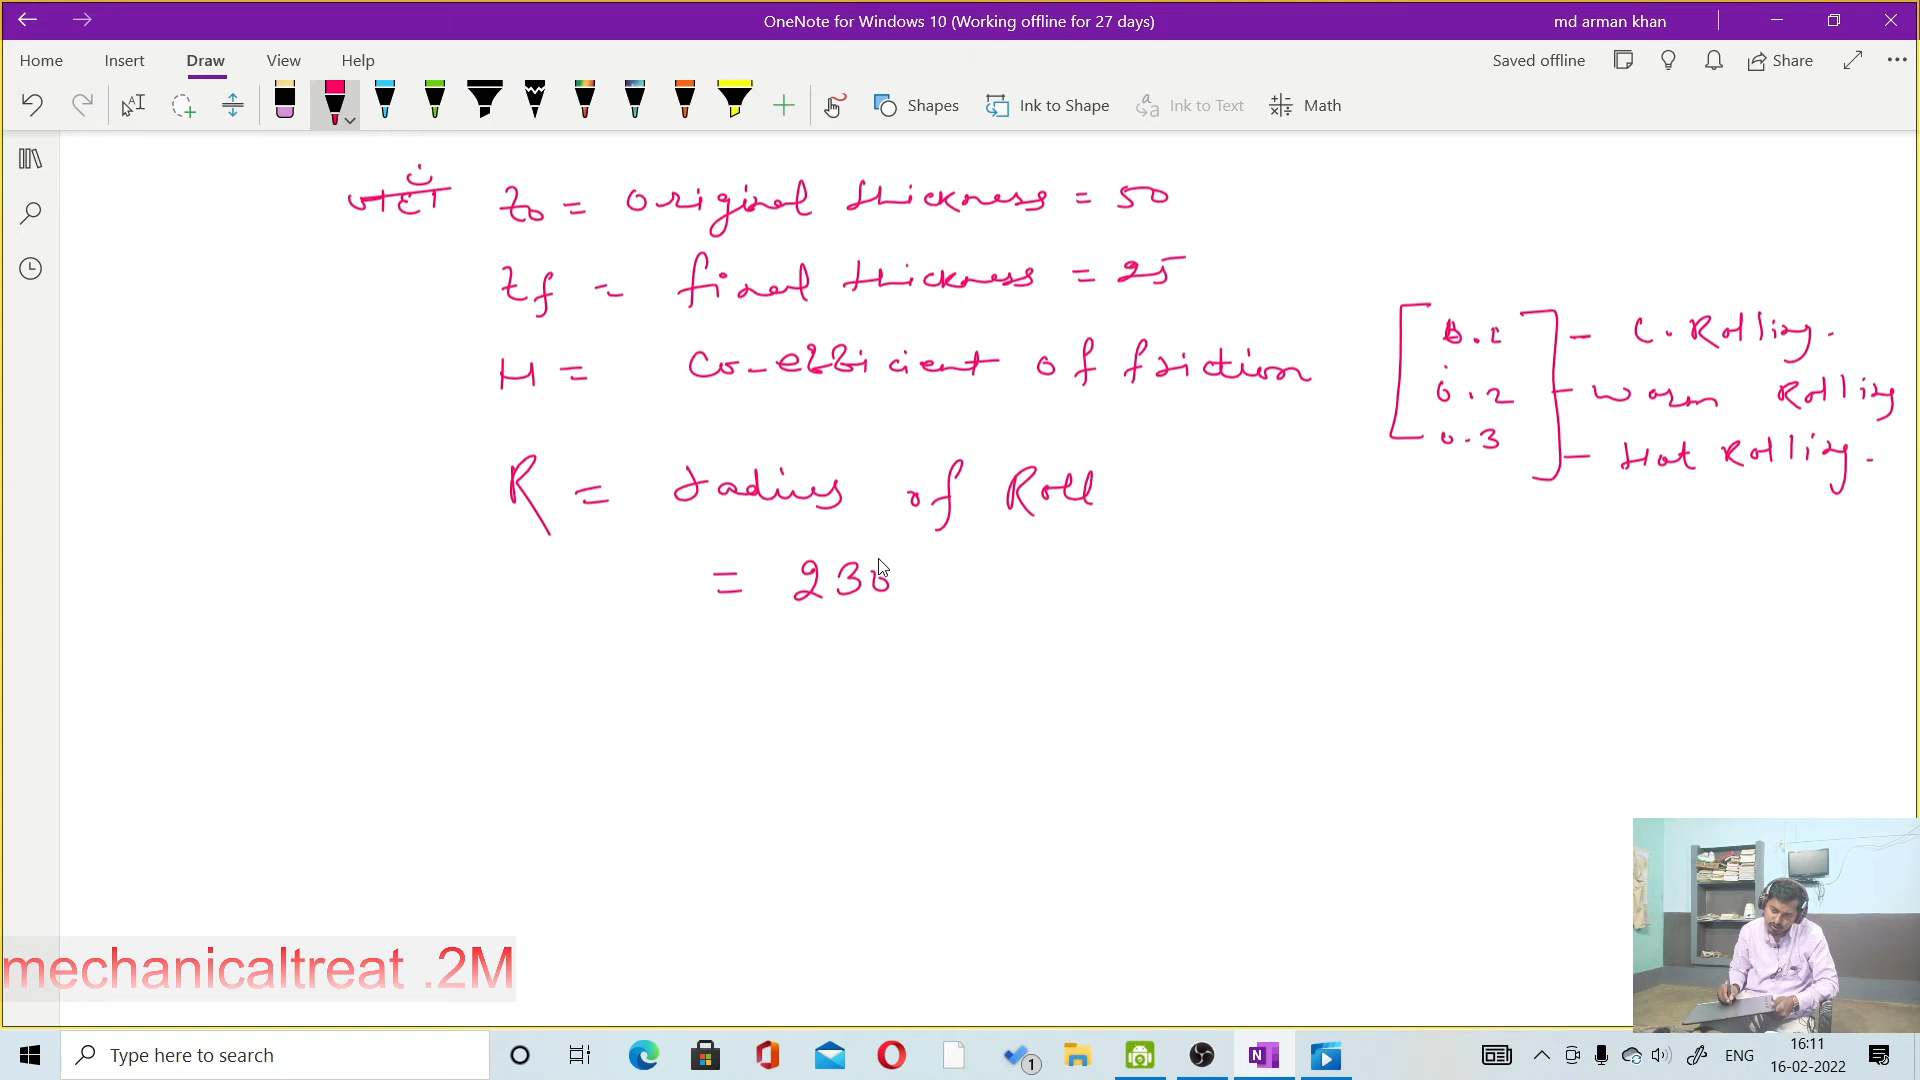 OneNote for Windows 10 (Working offline for 27 days)
md arman khan
Home Insert Draw View Help
Saved offline Share
Shapes Ink to Shape Ink to Text Math
to = original thickness = 50
tf = final thickness = 25
μ = Co-efficient of friction
0.2
0.3
- C. Rolling.
- Warm Rolling
- Hot Rolling.
R = radius of Roll
= 230
mechanicaltreat .2M
Type here to search
1
ENG
16:11
16-02-2022